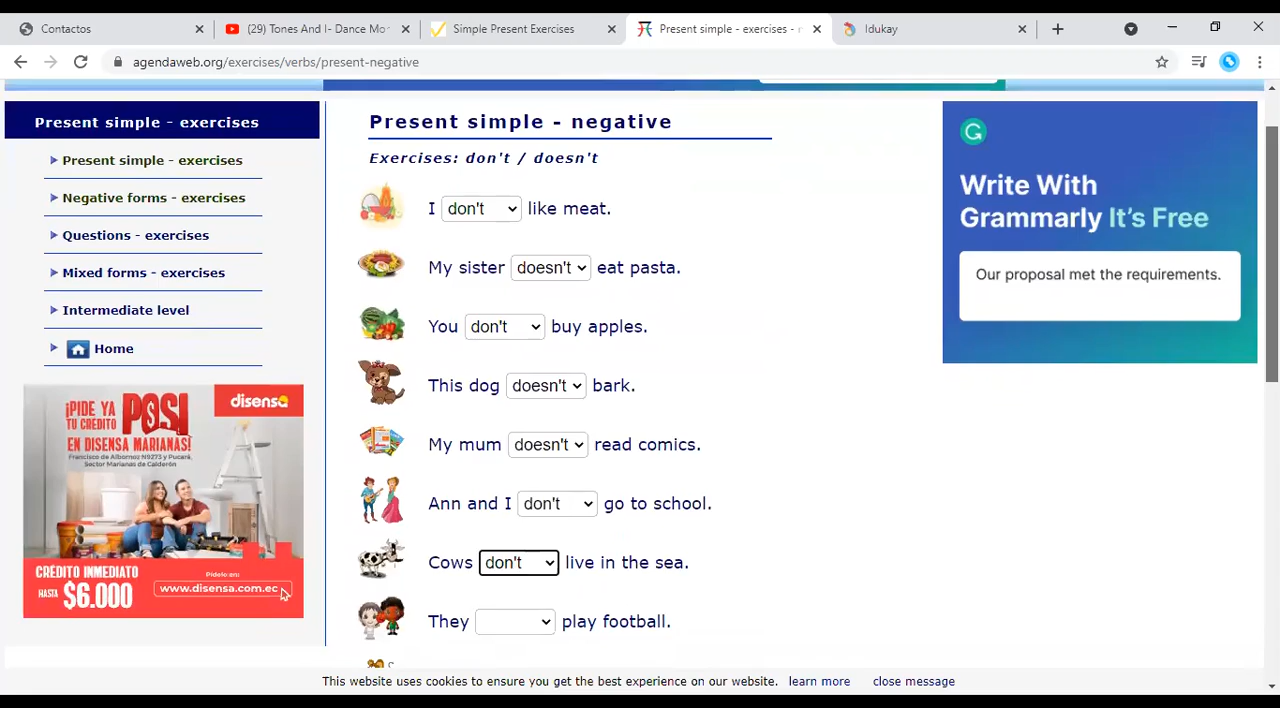 Contactos
(29) Tones And I- Dance Mo
Simple Present Exercises
Present simple - exercises -
Idukay
agendaweb.org/exercises/verbs/present-negative
Present simple - exercises
Present simple - exercises
Negative forms - exercises
Questions - exercises
Mixed forms - exercises
Intermediate level
Home
¡PIDE YA
TU CRÉDITO POSI
EN DISENSA MARIANAS!
Francisco de Albornoz N9273 y Pucará,
Sector Marianas de Calderón
disensa
CRÉDITO INMEDIATO
HASTA $6.000
Pídelo en:
www.disensa.com.ec
Present simple - negative
Exercises: don't / doesn't
I don't like meat.
My sister doesn't eat pasta.
You don't buy apples.
This dog doesn't bark.
My mum doesn't read comics.
Ann and I don't go to school.
Cows don't live in the sea.
They play football.
G
Write With
Grammarly It's Free
Our proposal met the requirements.
This website uses cookies to ensure you get the best experience on our website. learn more close message